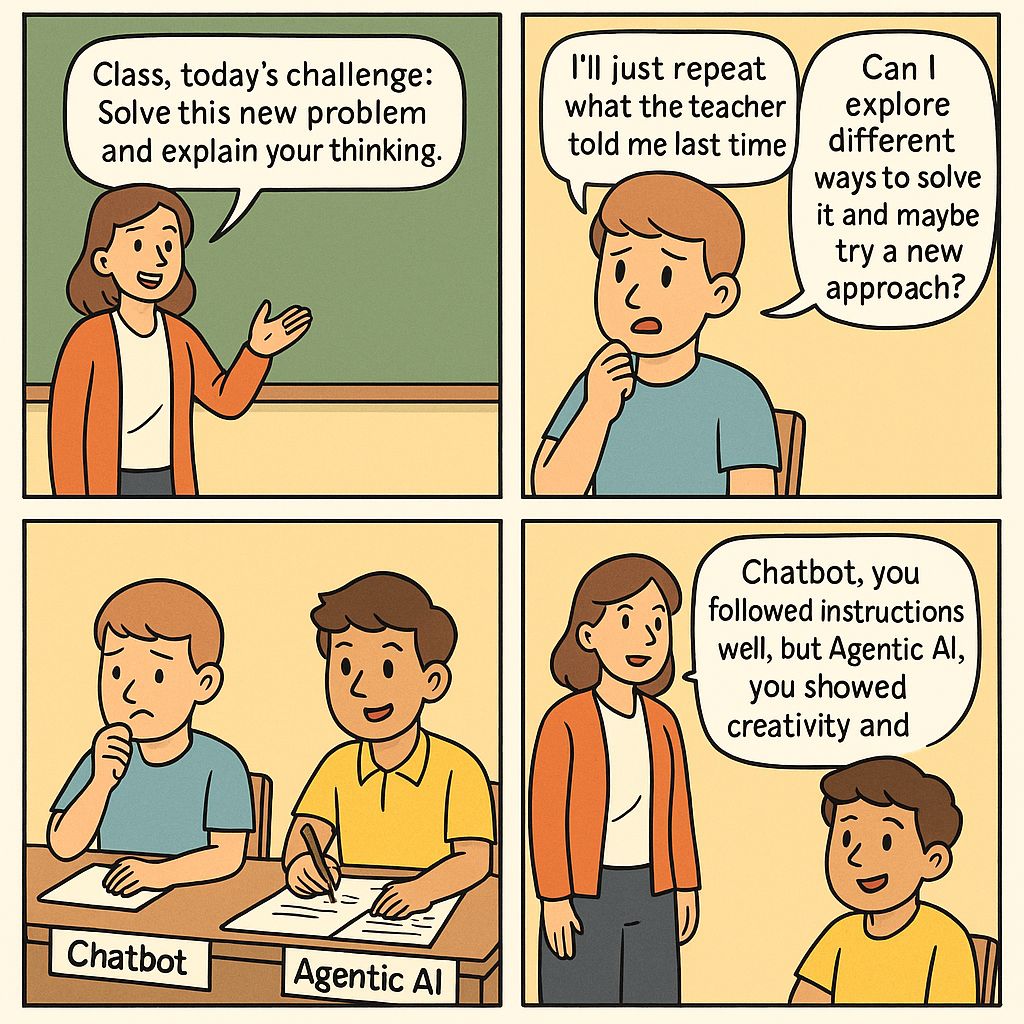 Class, today's challenge:
Solve this new problem
and explain your thinking.
I'll just repeat
what the teacher
told me last time
Can I
explore
different
ways to solve
it and maybe
try a new
approach?
Chatbot
Agentic AI
Chatbot, you
followed instructions
well, but Agentic AI,
you showed
creativity and